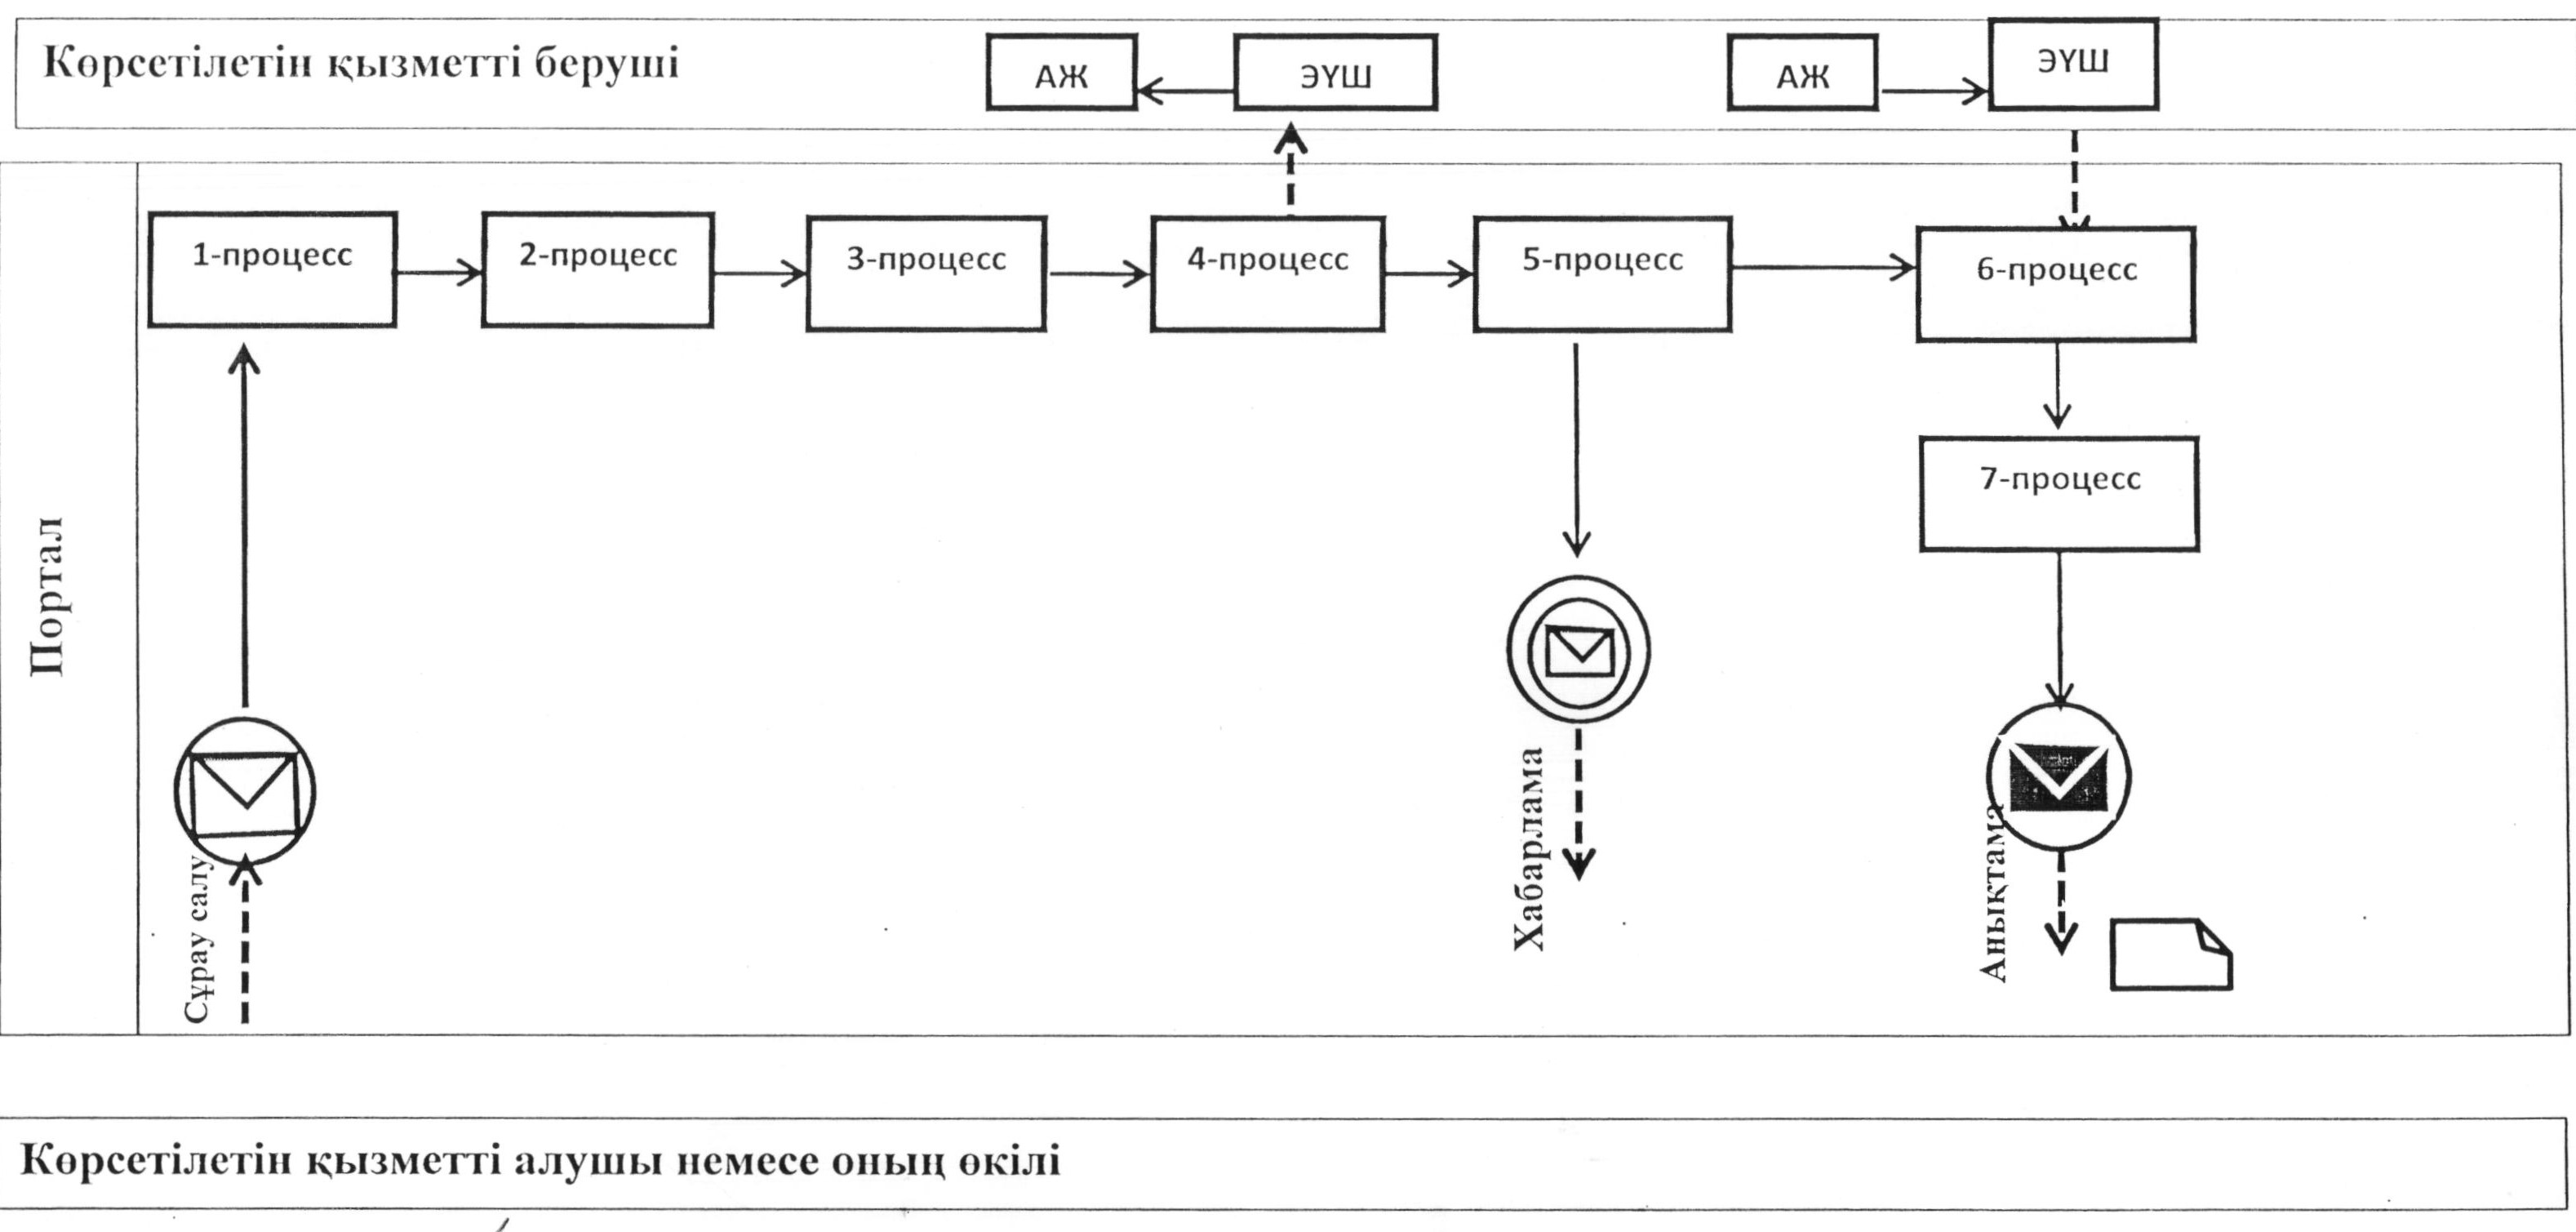 Көрсетілетін қызметті беруші
АЖ
ЭҮШ
АЖ
ЭҮШ
Портал
1-процесс
2-процесс
3-процесс
4-процесс
5-процесс
6-процесс
7-процесс
Сұрау салу
Хабарлама
Анықтама
Көрсетілетін қызметті алушы немесе оның өкілі